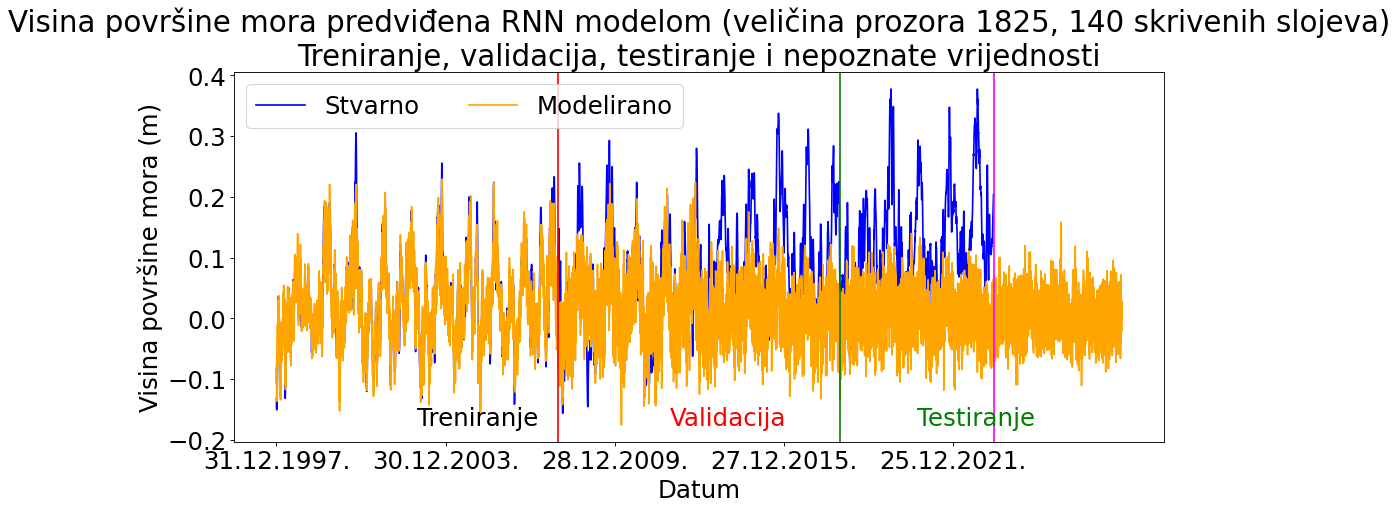 Visina površine mora predviđena RNN modelom (veličina prozora 1825, 140 skrivenih slojeva)
Treniranje, validacija, testiranje i nepoznate vrijednosti
Stvarno
Modelirano
Visina površine mora (m)
0.4
0.3
0.2
0.1
0.0
−0.1
−0.2
Treniranje
Validacija
Testiranje
31.12.1997.
30.12.2003.
28.12.2009.
27.12.2015.
25.12.2021.
Datum